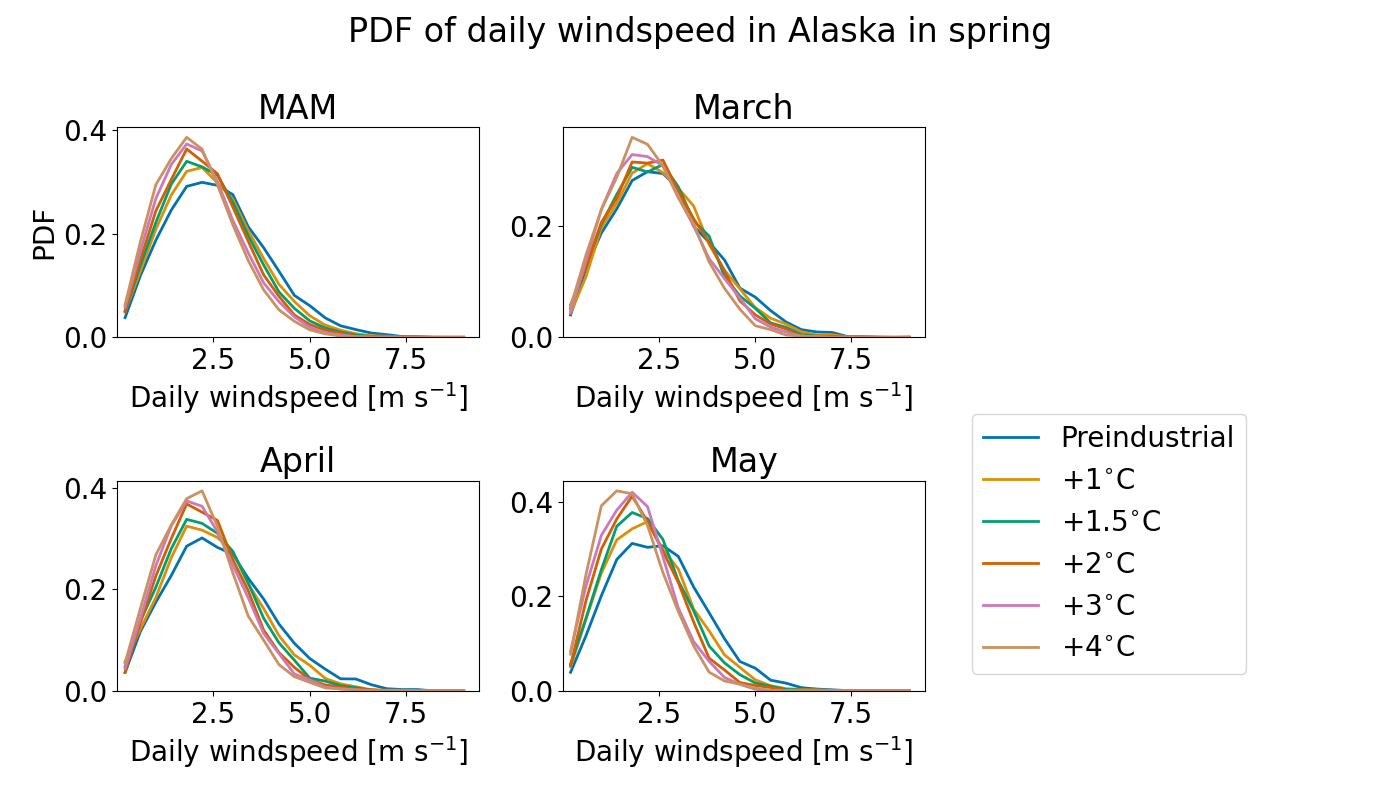 PDF of daily windspeed in Alaska in spring
MAM
PDF
0.4
0.2
0.0
2.5 5.0 7.5
Daily windspeed [m s⁻¹]
March
0.2
0.0
2.5 5.0 7.5
Daily windspeed [m s⁻¹]
April
0.4
0.2
0.0
2.5 5.0 7.5
Daily windspeed [m s⁻¹]
May
0.4
0.2
0.0
2.5 5.0 7.5
Daily windspeed [m s⁻¹]
Preindustrial
+1°C
+1.5°C
+2°C
+3°C
+4°C